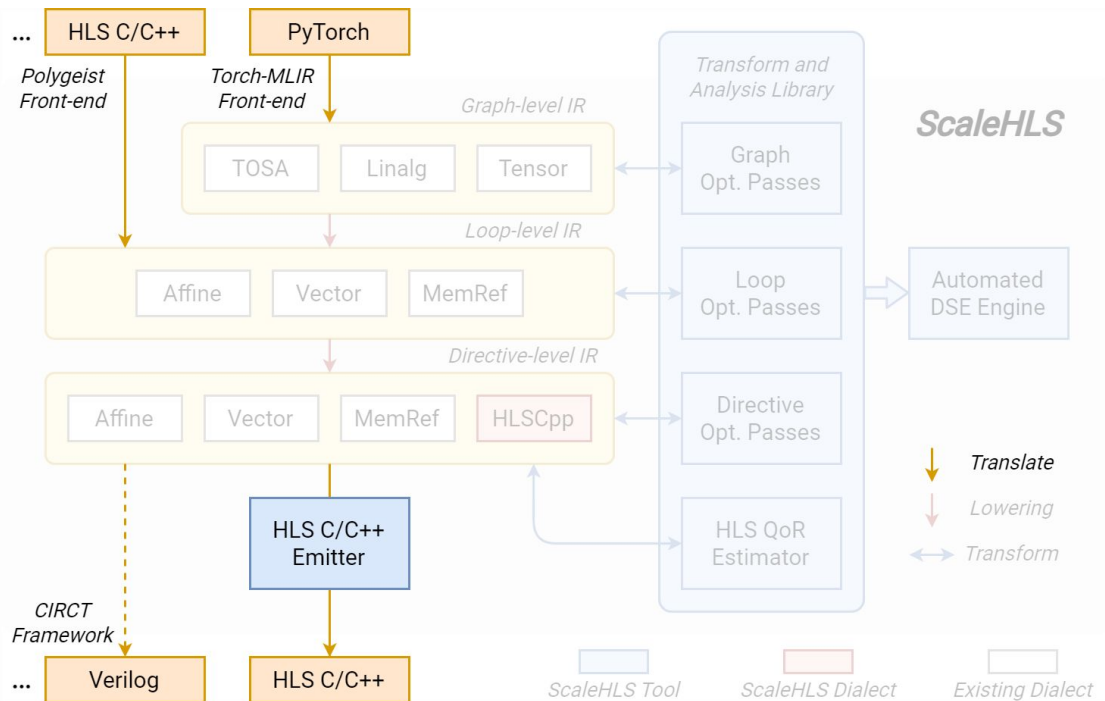 ... HLS C/C++ PyTorch
Polygeist
Front-end
Torch-MLIR
Front-end
Graph-level IR
TOSA Linalg Tensor
Loop-level IR
Affine Vector MemRef
Directive-level IR
Affine Vector MemRef HLSCpp
HLS C/C++
Emitter
CIRCT
Framework
... Verilog HLS C/C++
Transform and
Analysis Library
Graph
Opt. Passes
Loop
Opt. Passes
Directive
Opt. Passes
HLS QoR
Estimator
ScaleHLS
Automated
DSE Engine
Translate
Lowering
Transform
ScaleHLS Tool ScaleHLS Dialect Existing Dialect